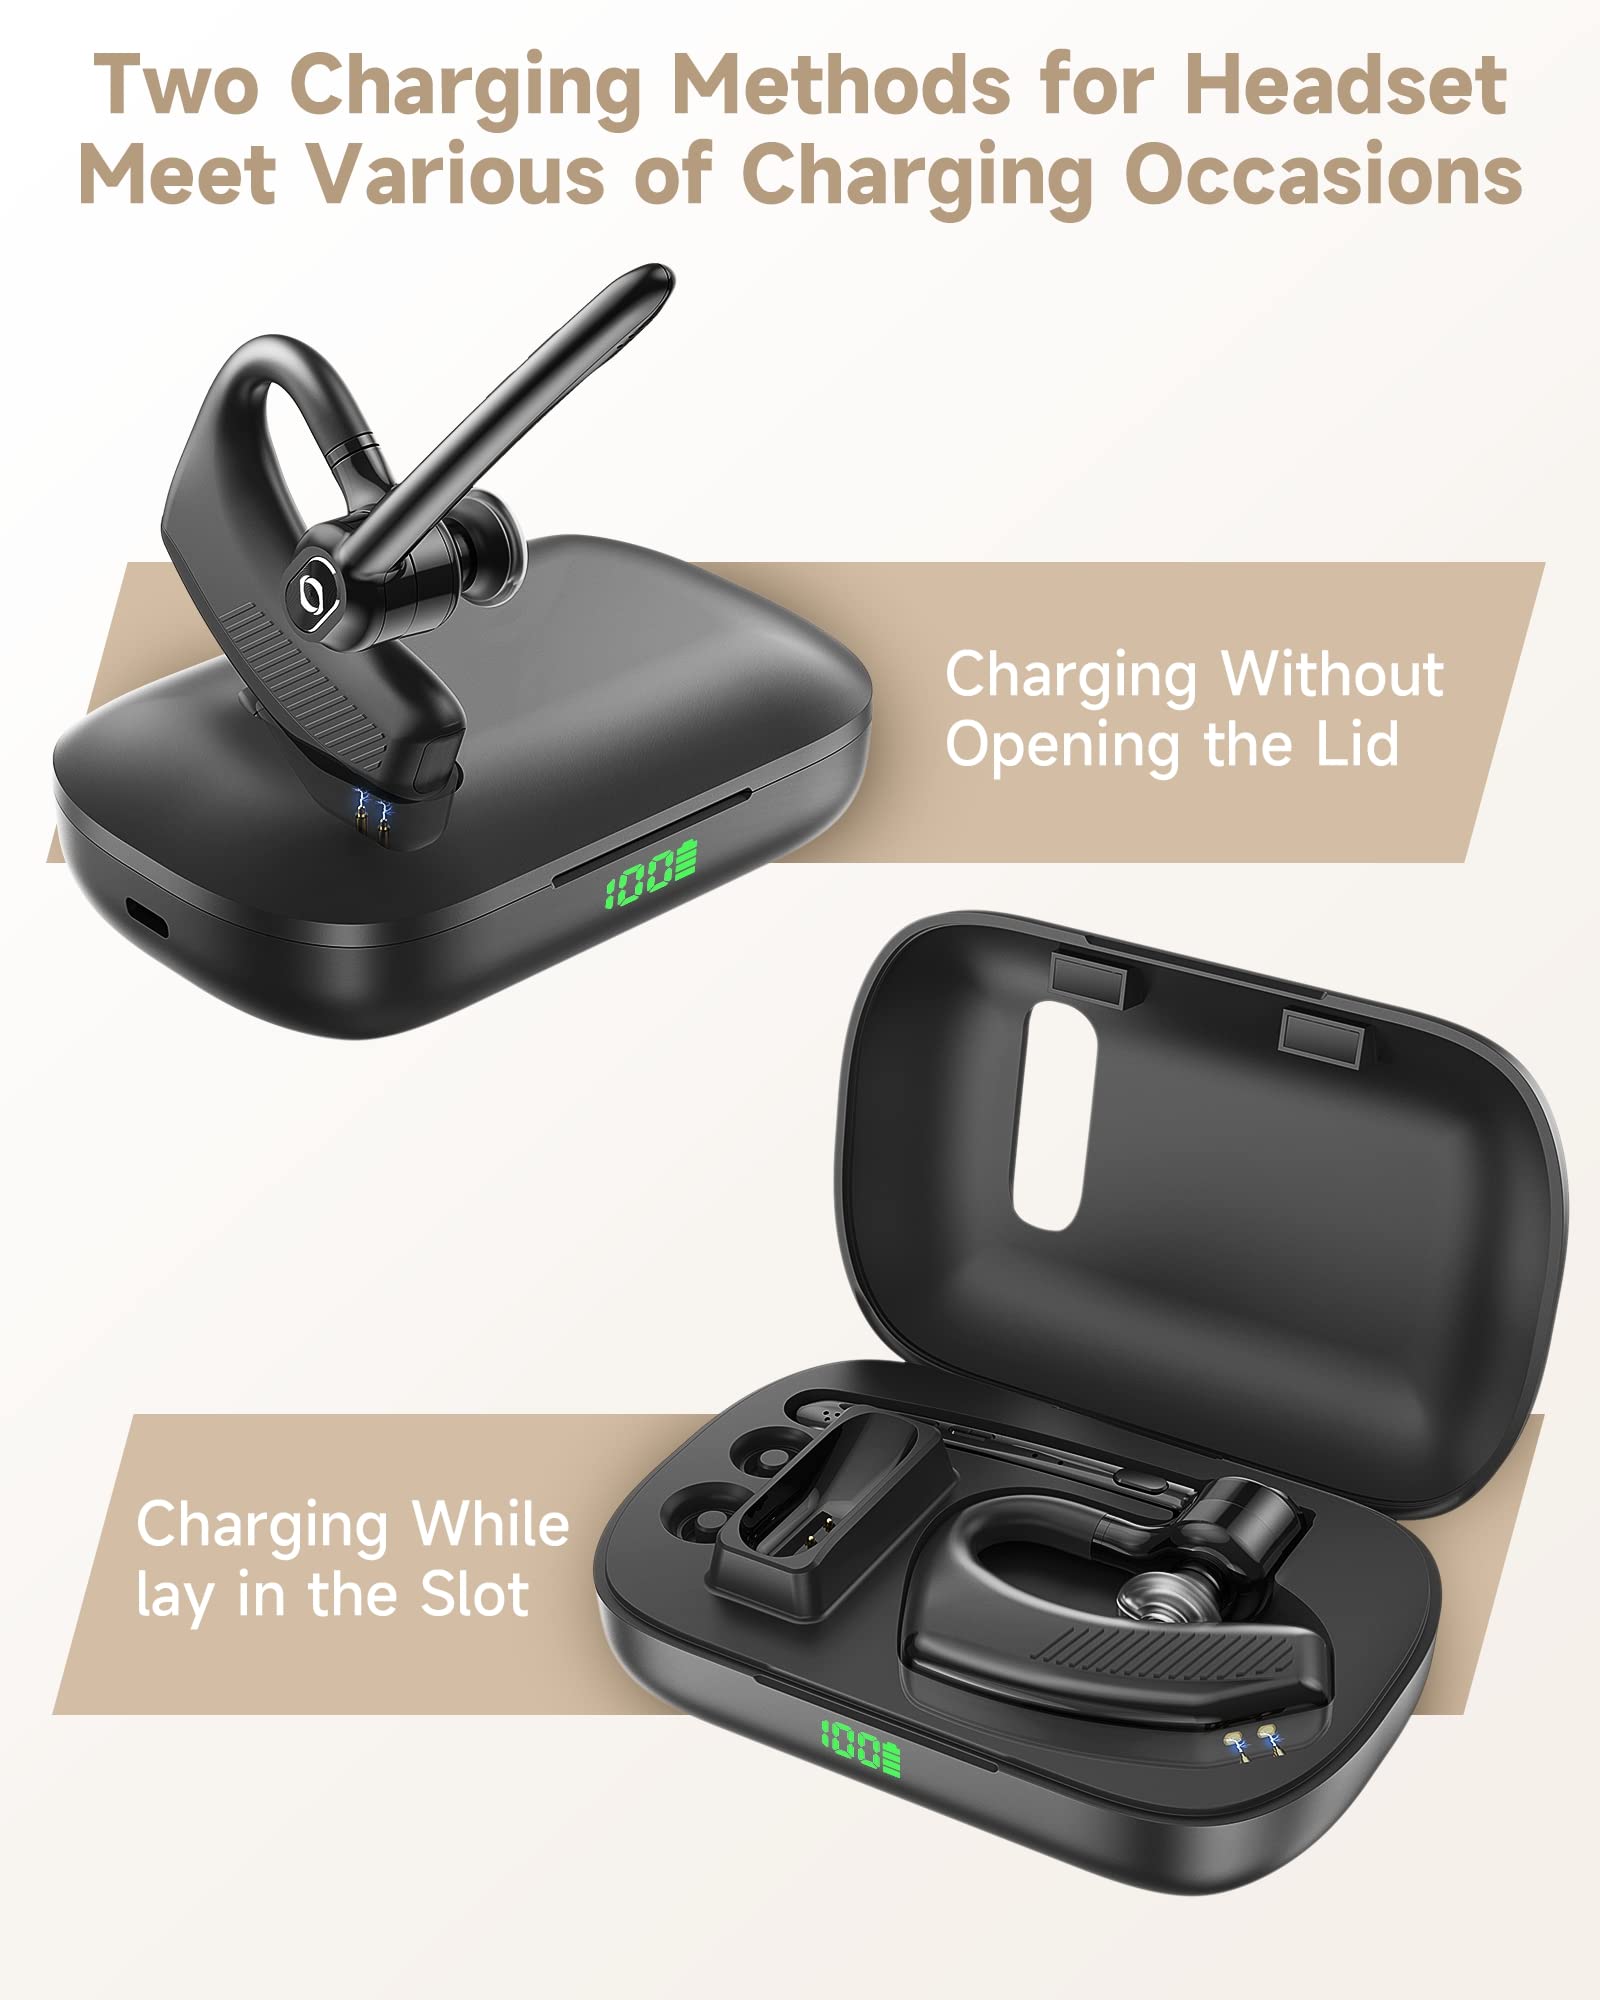 Two Charging Methods for Headset
Meet Various of Charging Occasions
Charging Without
Opening the Lid
100
Charging While
lay in the Slot
100